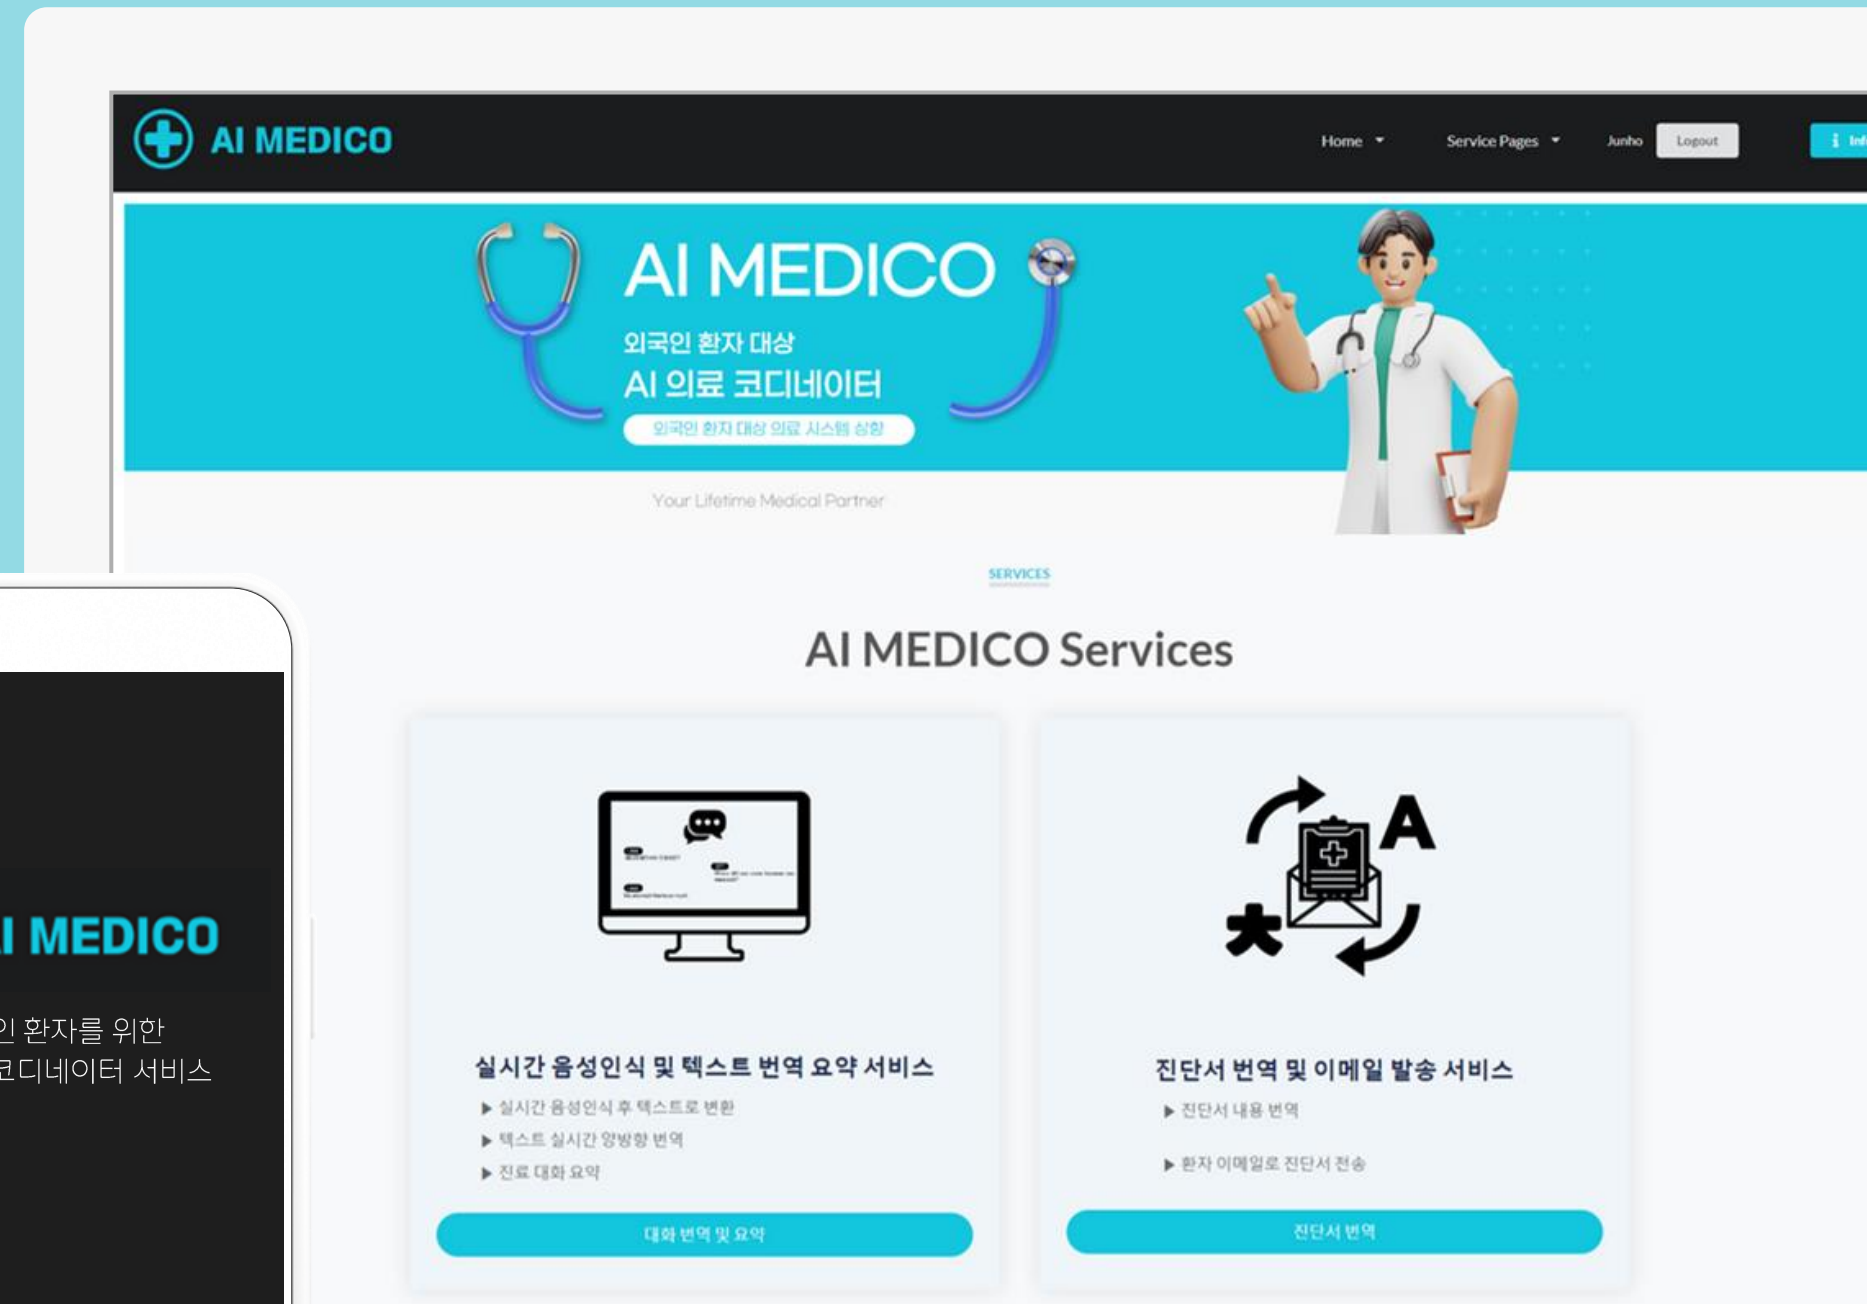 AI MEDICO
Home
Service Pages
Junho
Logout
AI MEDICO
외국인 환자 대상
AI 의료 코디네이터
외국인 환자 대상 의료 시스템 상향
Your Lifetime Medical Partner
SERVICES
AI MEDICO Services
A
실시간 음성인식 및 텍스트 번역 요약 서비스
▶ 실시간 음성인식 후 텍스트로 변환
▶ 텍스트 실시간 양방향 번역
▶ 진료 대화 요약
대화 번역 및 요약
진단서 번역 및 이메일 발송 서비스
▶ 진단서 내용 번역
▶ 환자 이메일로 진단서 전송
진단서 번역
MEDICO
환자를 위한
코디네이터 서비스